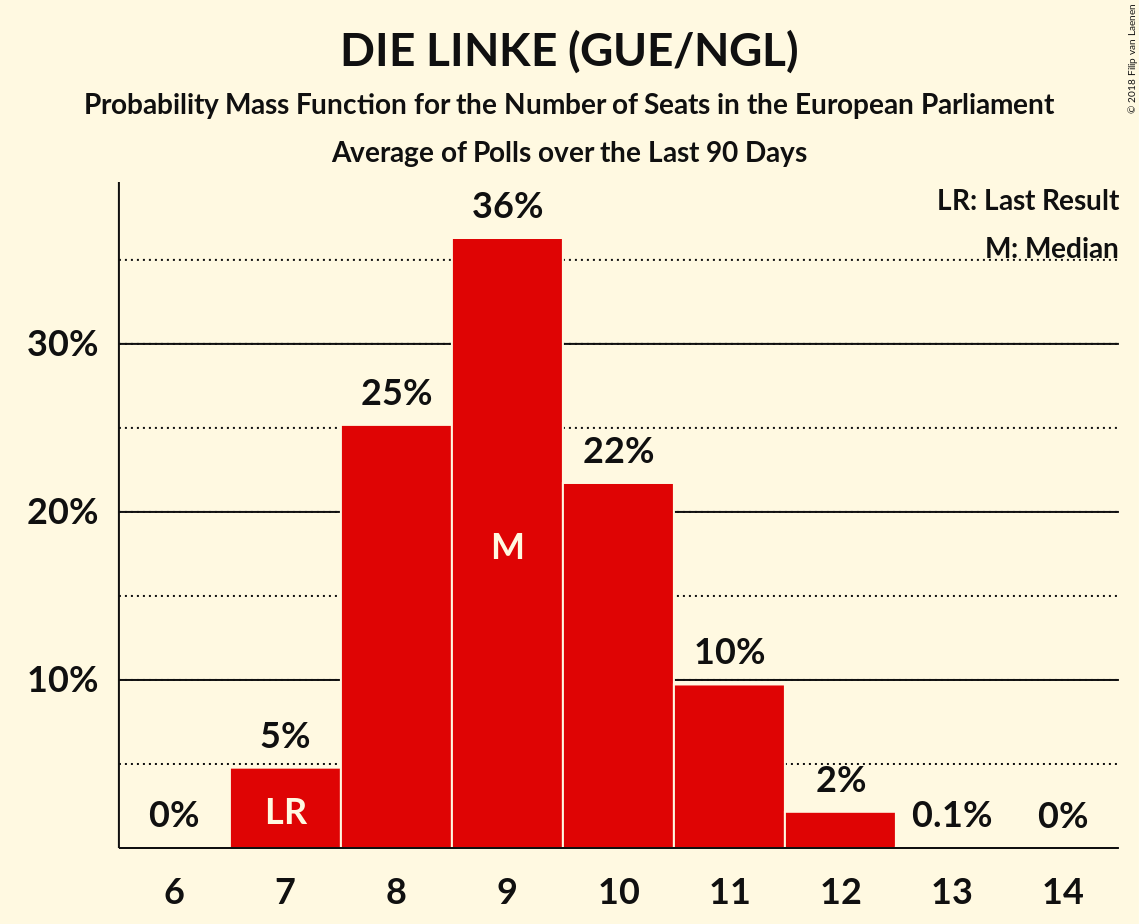 DIE LINKE (GUE/NGL)
Probability Mass Function for the Number of Seats in the European Parliament
Average of Polls over the Last 90 Days
© 2018 Filip van Laenen
LR: Last Result
M: Median
36%
30%
25%
22%
20%
M
10%
10%
5%
2%
0%
LR
0.1%
0%
6 7 8 9 10 11 12 13 14